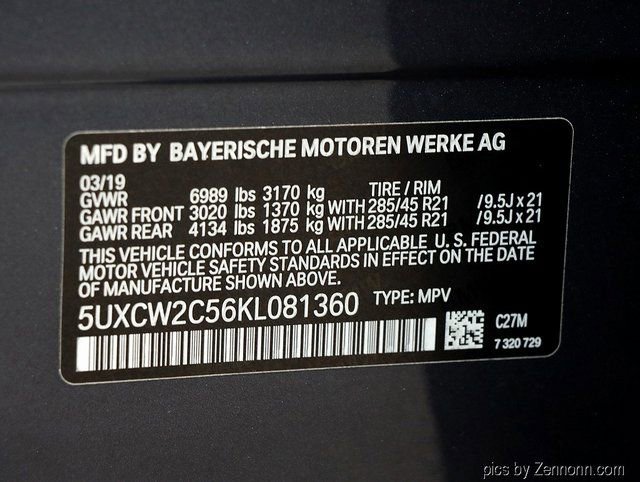 MFD BY BAYERISCHE MOTOREN WERKE AG
03/19 TIRE / RIM
GVWR 6989 lbs 3170 kg
GAWR FRONT 3020 lbs 1370 kg WITH 285/45 R21 /9.5J x 21
GAWR REAR 4134 lbs 1875 kg WITH 285/45 R21 /9.5J x 21
THIS VEHICLE CONFORMS TO ALL APPLICABLE U. S. FEDERAL
MOTOR VEHICLE SAFETY STANDARDS IN EFFECT ON THE DATE
OF MANUFACTURE SHOWN ABOVE.
5UXCW2C56KL081360 TYPE: MPV
C27M
7 320 729
pics by Zennonn.com